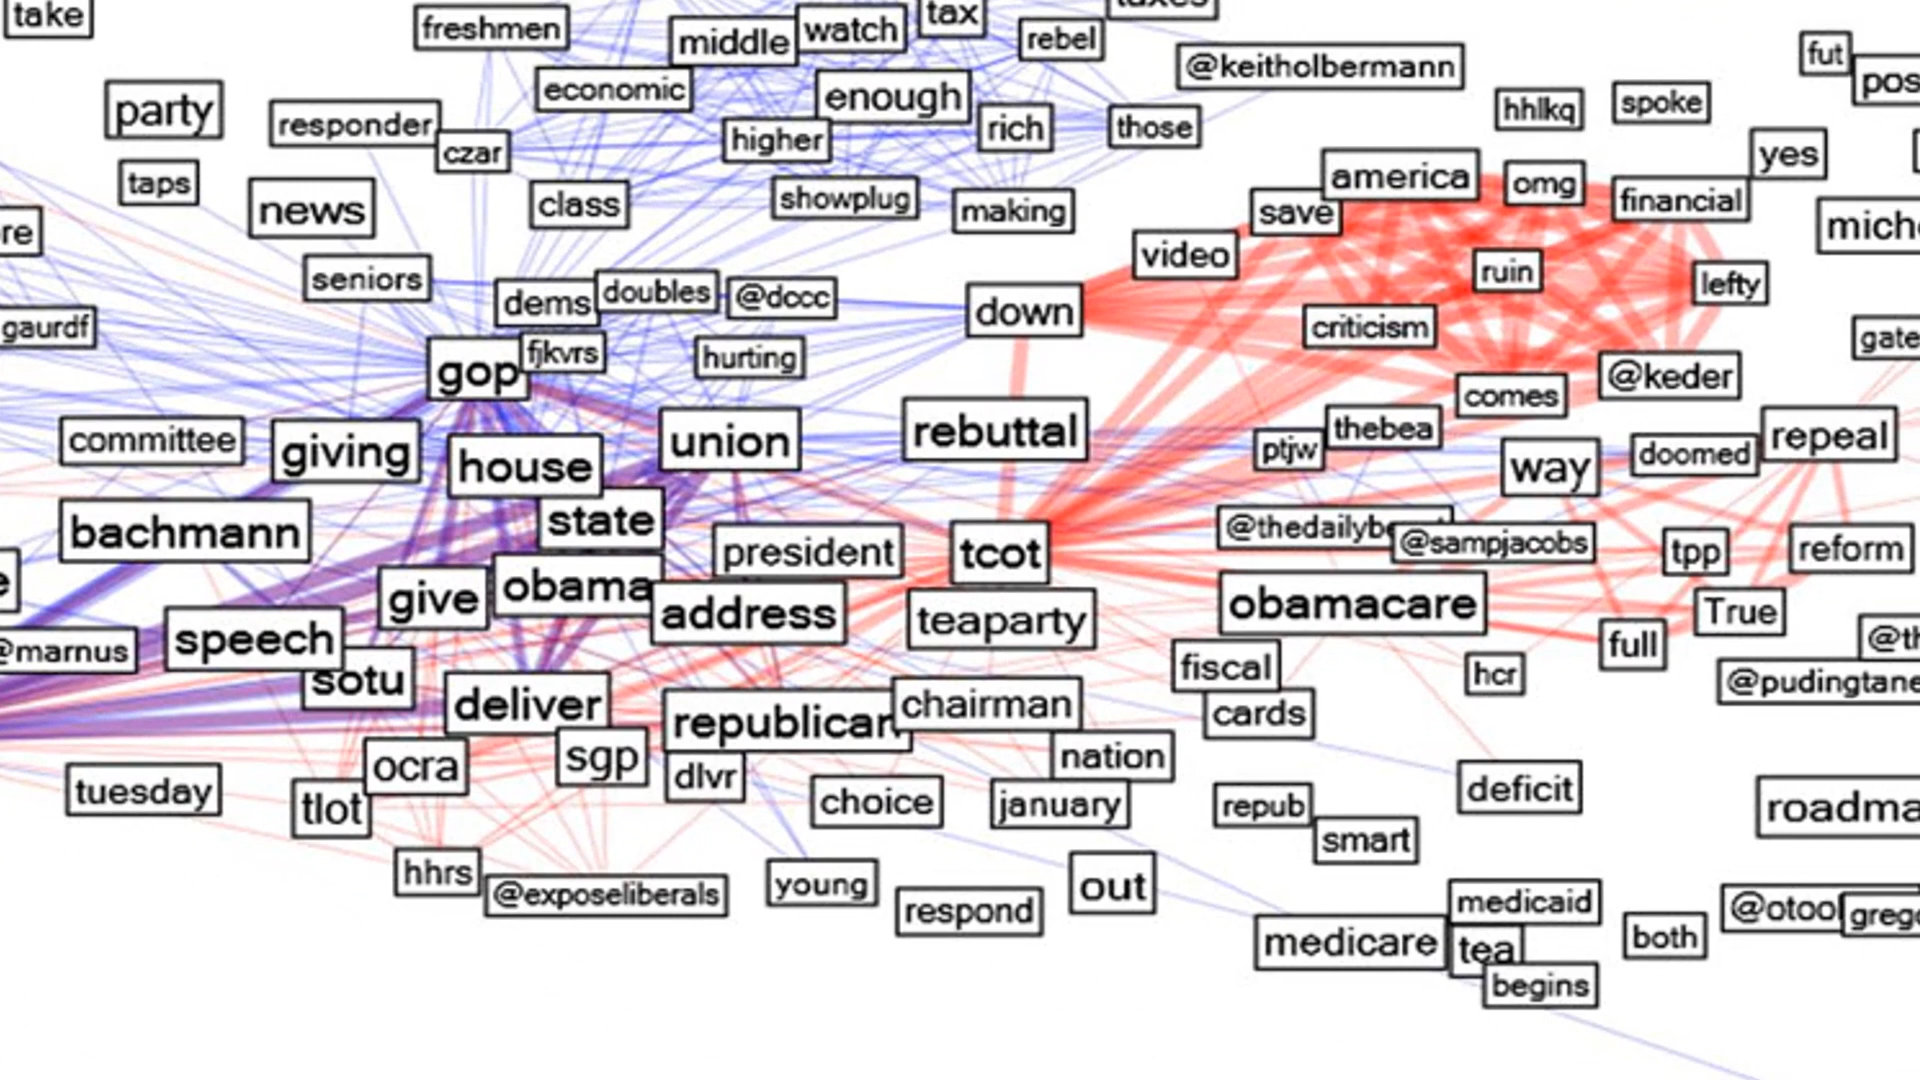 take
freshmen
middle
watch
tax
taxes
rebel
@keitholbermann
fut
party
responder
czar
economic
enough
higher
rich
those
hhlkq
spoke
yes
taps
news
class
showplug
making
america
omg
save
financial
video
seniors
dems
doubles
@dccc
down
ruin
lefty
gaurdf
gop
fjkvrs
hurting
criticism
comes
@keder
committee
giving
house
union
rebuttal
ptjw
thebea
way
doomed
repeal
bachmann
state
president
tcot
@sampjacobs
tpp
reform
give
obama
address
teaparty
obamacare
True
full
@marnus
speech
sotu
deliver
republican
chairman
fiscal
cards
hcr
@pudingtane
tuesday
tlot
ocra
sgp
dlvr
choice
nation
january
repub
smart
deficit
roadma
hhrs
@exposeliberals
young
respond
out
medicaid
medicare
tea
begins
both
@otool